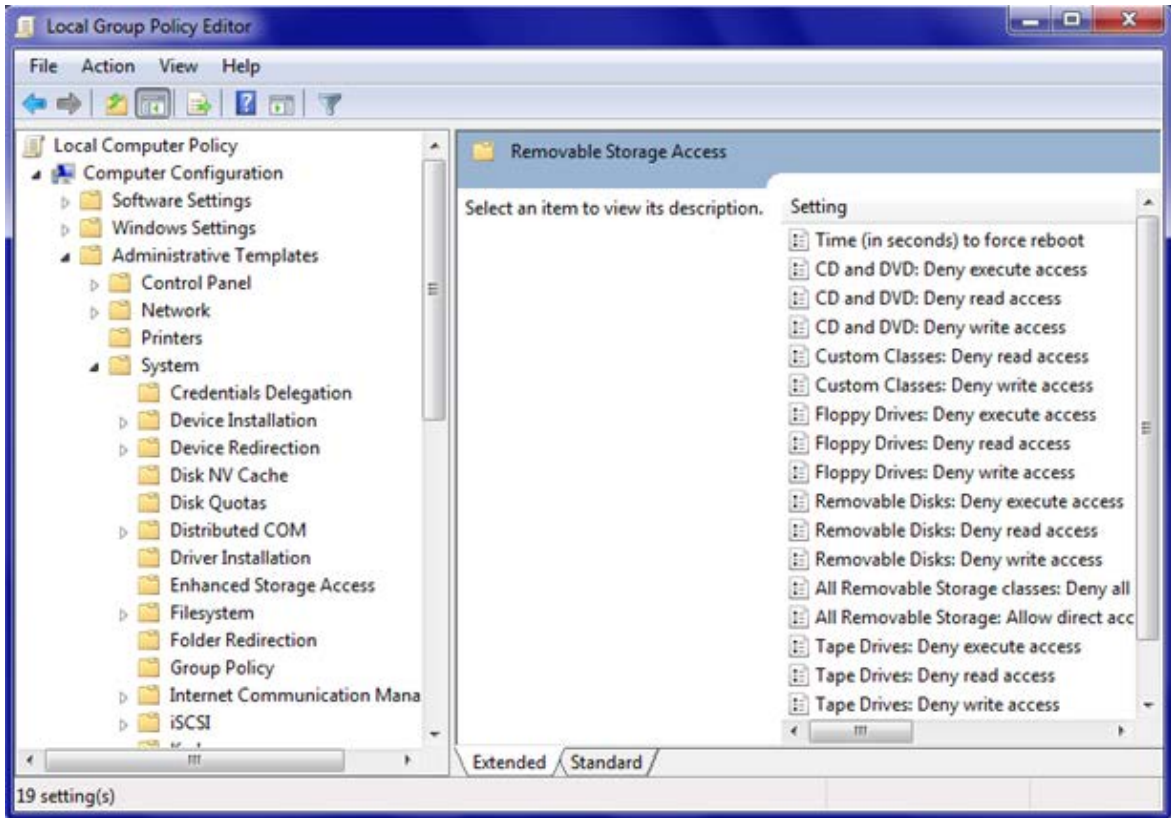 Local Group Policy Editor
File Action View Help
Local Computer Policy
Computer Configuration
Software Settings
Windows Settings
Administrative Templates
Control Panel
Network
Printers
System
Credentials Delegation
Device Installation
Device Redirection
Disk NV Cache
Disk Quotas
Distributed COM
Driver Installation
Enhanced Storage Access
Filesystem
Folder Redirection
Group Policy
Internet Communication Mana
iSCSI
Removable Storage Access
Select an item to view its description.
Setting
Time (in seconds) to force reboot
CD and DVD: Deny execute access
CD and DVD: Deny read access
CD and DVD: Deny write access
Custom Classes: Deny read access
Custom Classes: Deny write access
Floppy Drives: Deny execute access
Floppy Drives: Deny read access
Floppy Drives: Deny write access
Removable Disks: Deny execute access
Removable Disks: Deny read access
Removable Disks: Deny write access
All Removable Storage classes: Deny all
All Removable Storage: Allow direct acc
Tape Drives: Deny execute access
Tape Drives: Deny read access
Tape Drives: Deny write access
Extended Standard
19 setting(s)